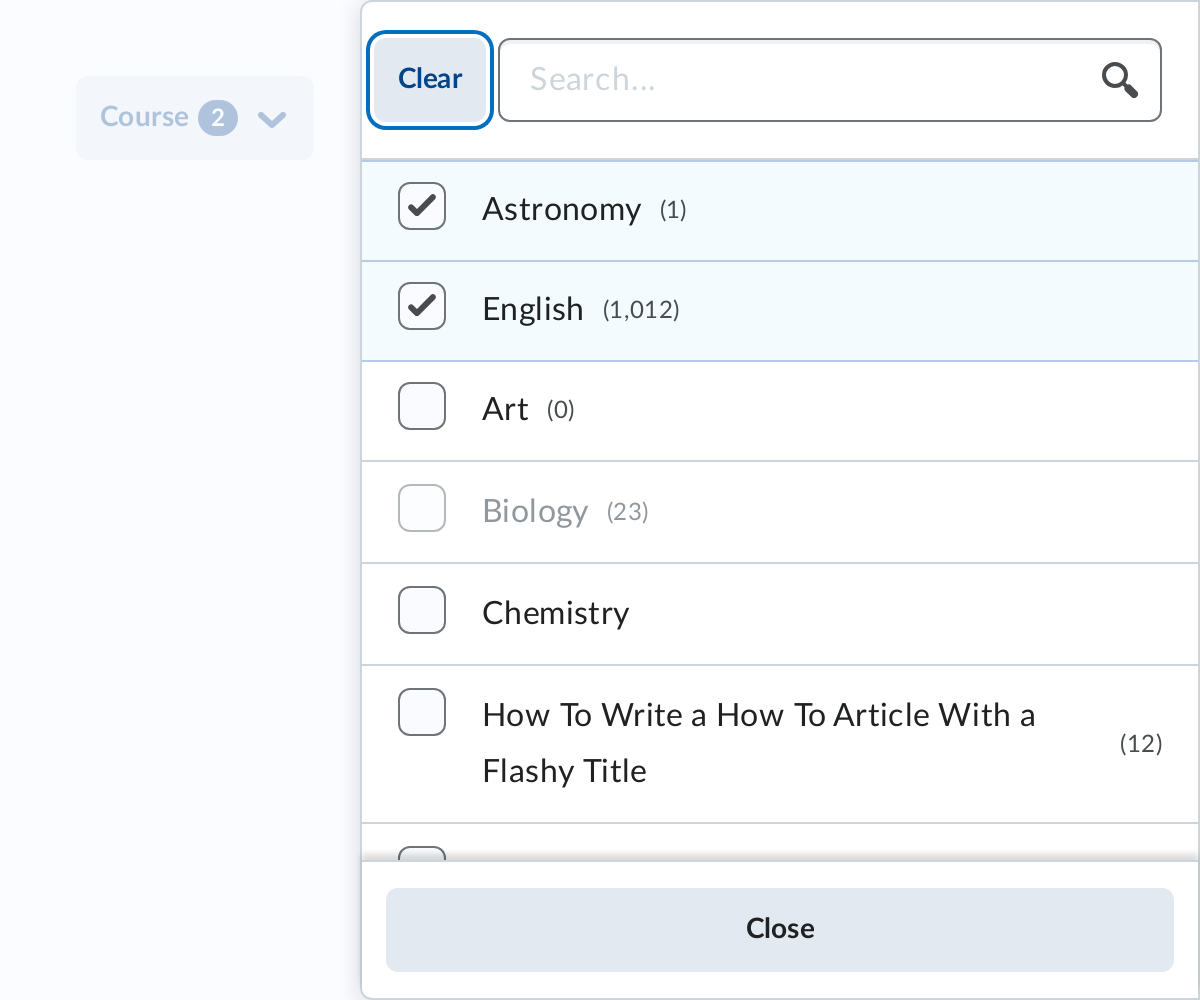 Course 2
Clear
Search...
Astronomy (1)
English (1,012)
Art (0)
Biology (23)
Chemistry
How To Write a How To Article With a
Flashy Title
(12)
Close